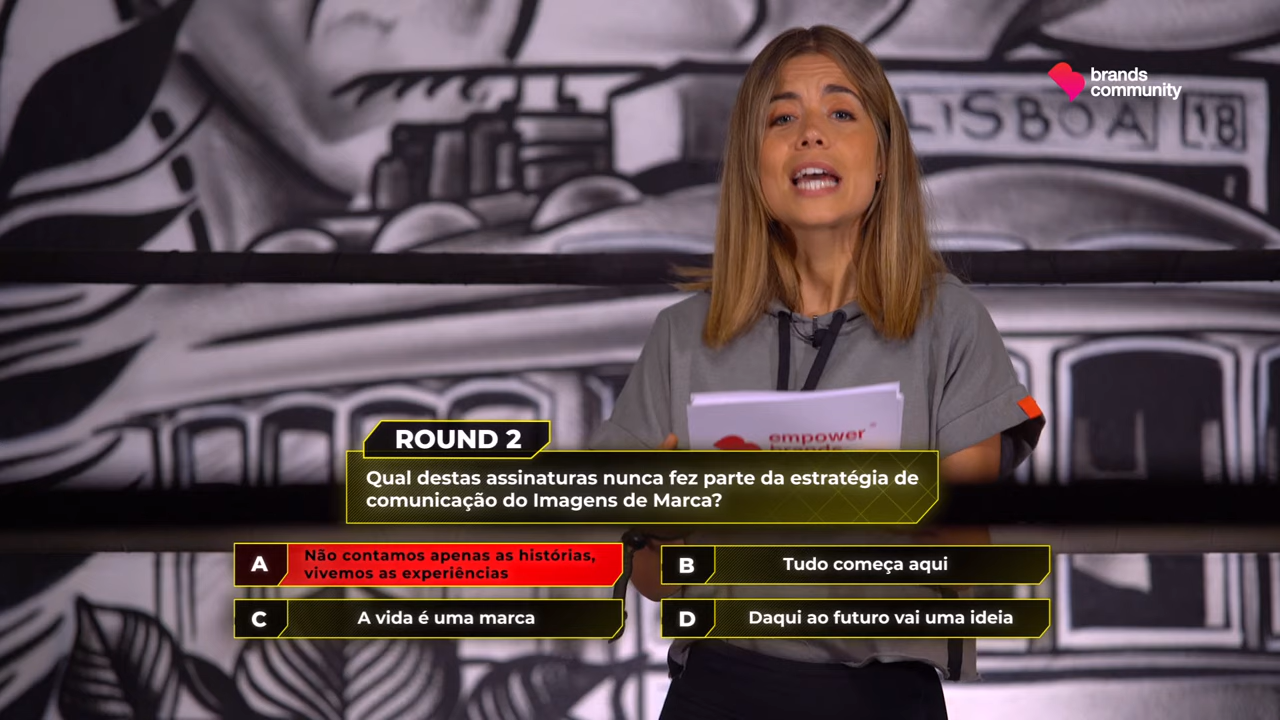 brands
community
LISBOA 18
empower
brands
ROUND 2
Qual destas assinaturas nunca fez parte da estratégia de
comunicação do Imagens de Marca?
A Não contamos apenas as histórias,
vivemos as experiências
B Tudo começa aqui
C A vida é uma marca
D Daqui ao futuro vai uma ideia